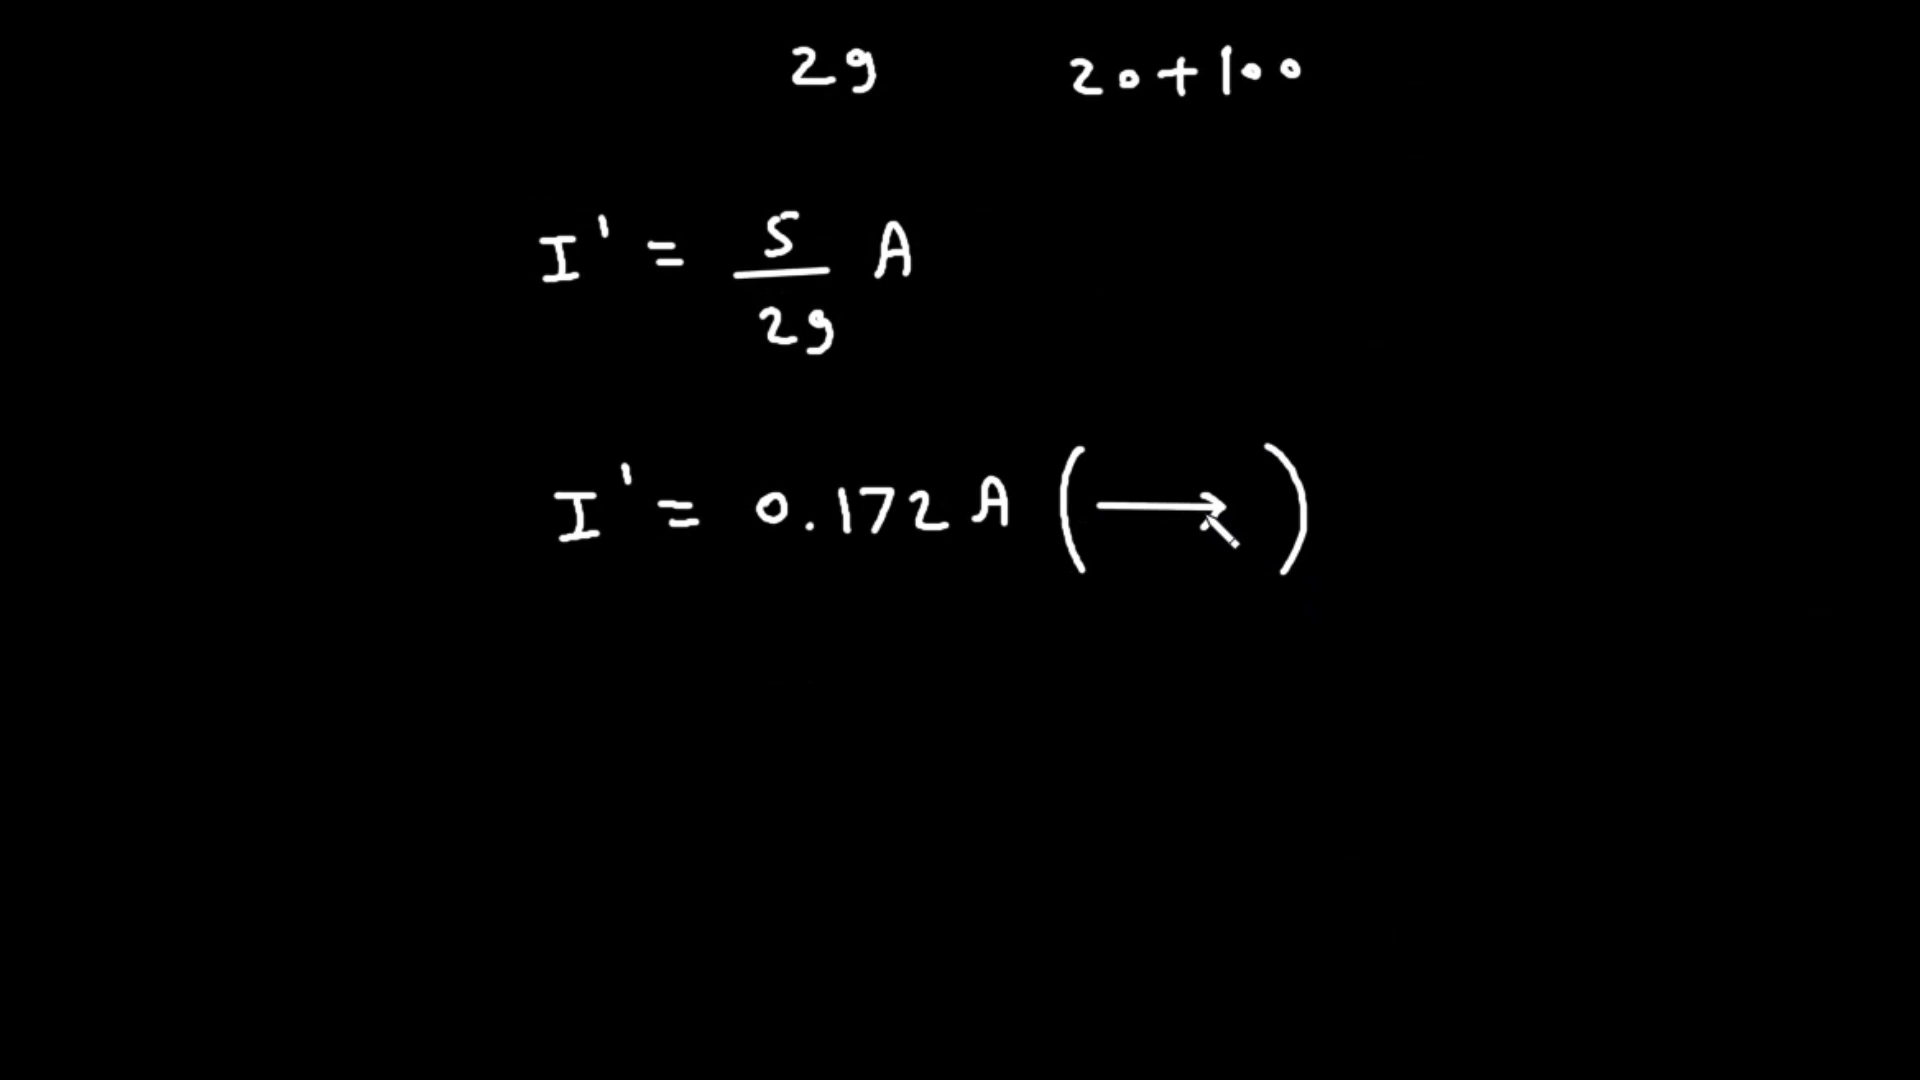 29 20+100
I' = 5/29 A
I' = 0.172 A (→)